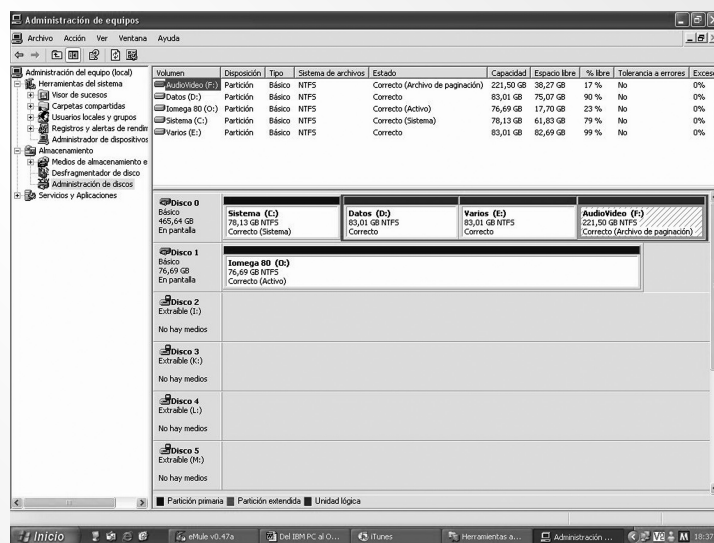 Administración de equipos
Archivo Acción Ver Ventana Ayuda
Administración del equipo (local)
Herramientas del sistema
Visor de sucesos
Carpetas compartidas
Usuarios locales y grupos
Registros y alertas de rendim
Administrador de dispositivos
Almacenamiento
Medios de almacenamiento e
Desfragmentador de disco
Administración de discos
Servicios y Aplicaciones
Volumen Disposición Tipo Sistema de archivos Estado Capacidad Espacio libre % libre Tolerancia a errores Exceso
AudioVideo (F:) Partición Básico NTFS Correcto (Archivo de paginación) 221,50 GB 38,27 GB 17 % No 0%
Datos (D:) Partición Básico NTFS Correcto 83,01 GB 75,07 GB 90 % No 0%
Iomega 80 (O:) Partición Básico NTFS Correcto (Activo) 76,69 GB 17,70 GB 23 % No 0%
Sistema (C:) Partición Básico NTFS Correcto (Sistema) 78,13 GB 61,83 GB 79 % No 0%
Varios (E:) Partición Básico NTFS Correcto 83,01 GB 82,69 GB 99 % No 0%
Disco 0
Básico
465,64 GB
En pantalla
Sistema (C:)
78,13 GB NTFS
Correcto (Sistema)
Datos (D:)
83,01 GB NTFS
Correcto
Varios (E:)
83,01 GB NTFS
Correcto
AudioVideo (F:)
221,50 GB NTFS
Correcto (Archivo de paginación)
Disco 1
Básico
76,69 GB
En pantalla
Iomega 80 (O:)
76,69 GB NTFS
Correcto (Activo)
Disco 2
Extraíble (I:)
No hay medios
Disco 3
Extraíble (K:)
No hay medios
Disco 4
Extraíble (L:)
No hay medios
Disco 5
Extraíble (M:)
No hay medios
Partición primaria Partición extendida Unidad lógica
Inicio eMule v0.47a Del IBM PC al O... iTunes Herramientas a... Administración ... 18:37